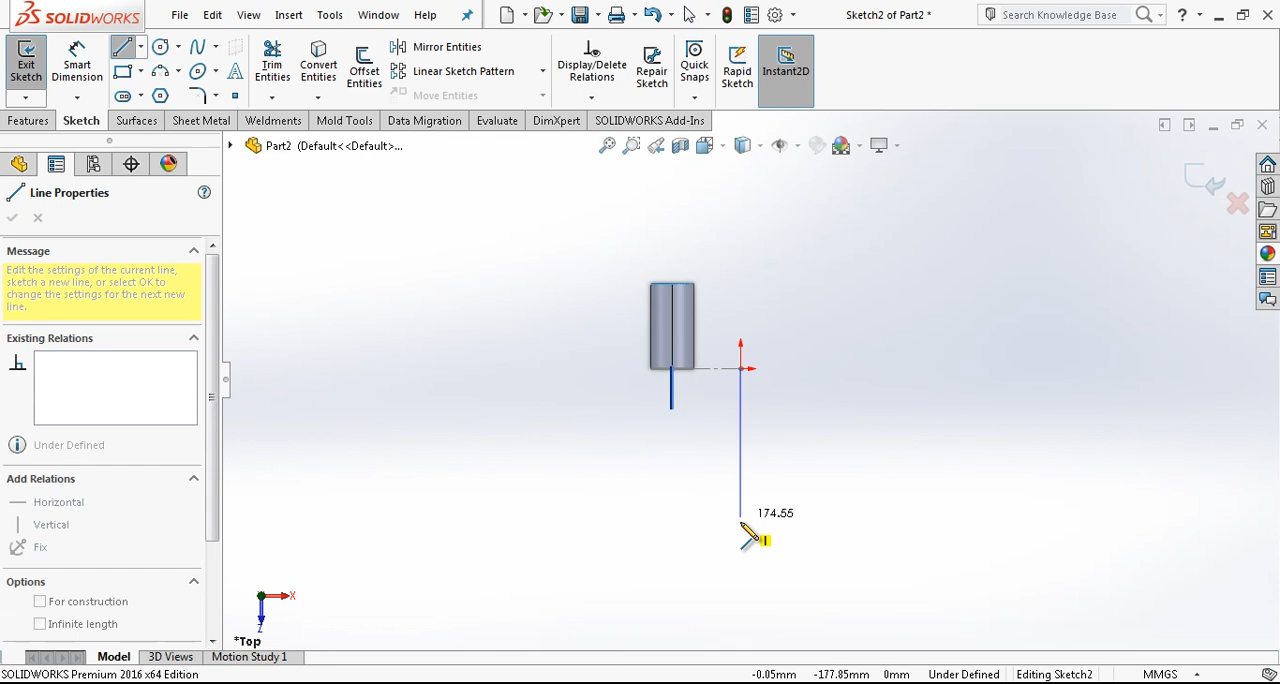 SOLIDWORKS File Edit View Insert Tools Window Help Sketch2 of Part2 * Search Knowledge Base ?
Exit Sketch
Smart Dimension
Trim Entities
Convert Entities
Offset Entities
Mirror Entities
Linear Sketch Pattern
Move Entities
Display/Delete Relations
Repair Sketch
Quick Snaps
Rapid Sketch
Instant2D
Features Sketch Surfaces Sheet Metal Weldments Mold Tools Data Migration Evaluate DimXpert SOLIDWORKS Add-Ins
Part2 (Default<<Default>...
Line Properties
Message
Edit the settings of the current line,
sketch a new line, or select OK to
change the settings for the next new
line.
Existing Relations
Under Defined
Add Relations
Horizontal
Vertical
Fix
Options
For construction
Infinite length
174.55
X
Z
*Top
Model 3D Views Motion Study 1
SOLIDWORKS Premium 2016 x64 Edition -0.05mm -177.85mm 0mm Under Defined Editing Sketch2 MMGS